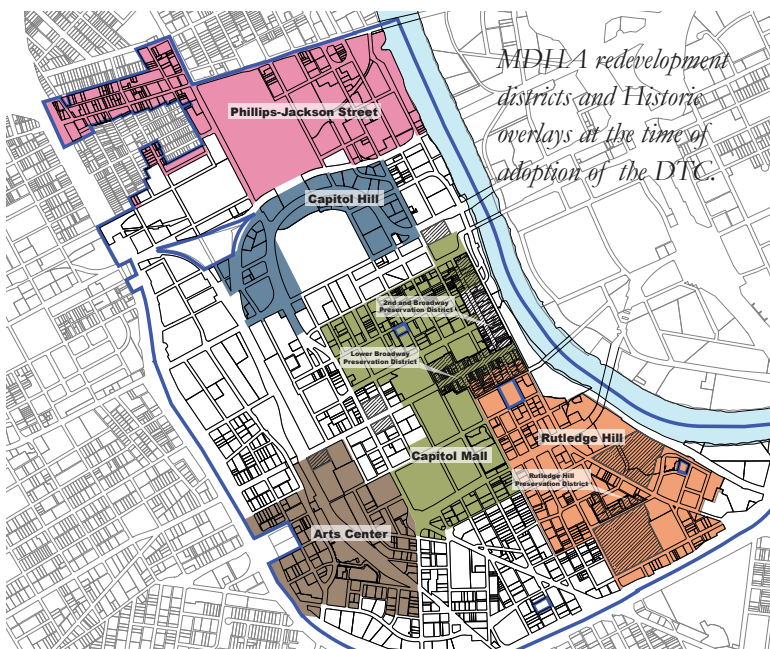 MDHA redevelopment
districts and Historic
overlays at the time of
adoption of the DTC.
Phillips-Jackson Street
Capitol Hill
2nd and Broadway
Preservation District
Lower Broadway
Preservation District
Rutledge Hill
Capitol Mall
Rutledge Hill
Preservation District
Arts Center